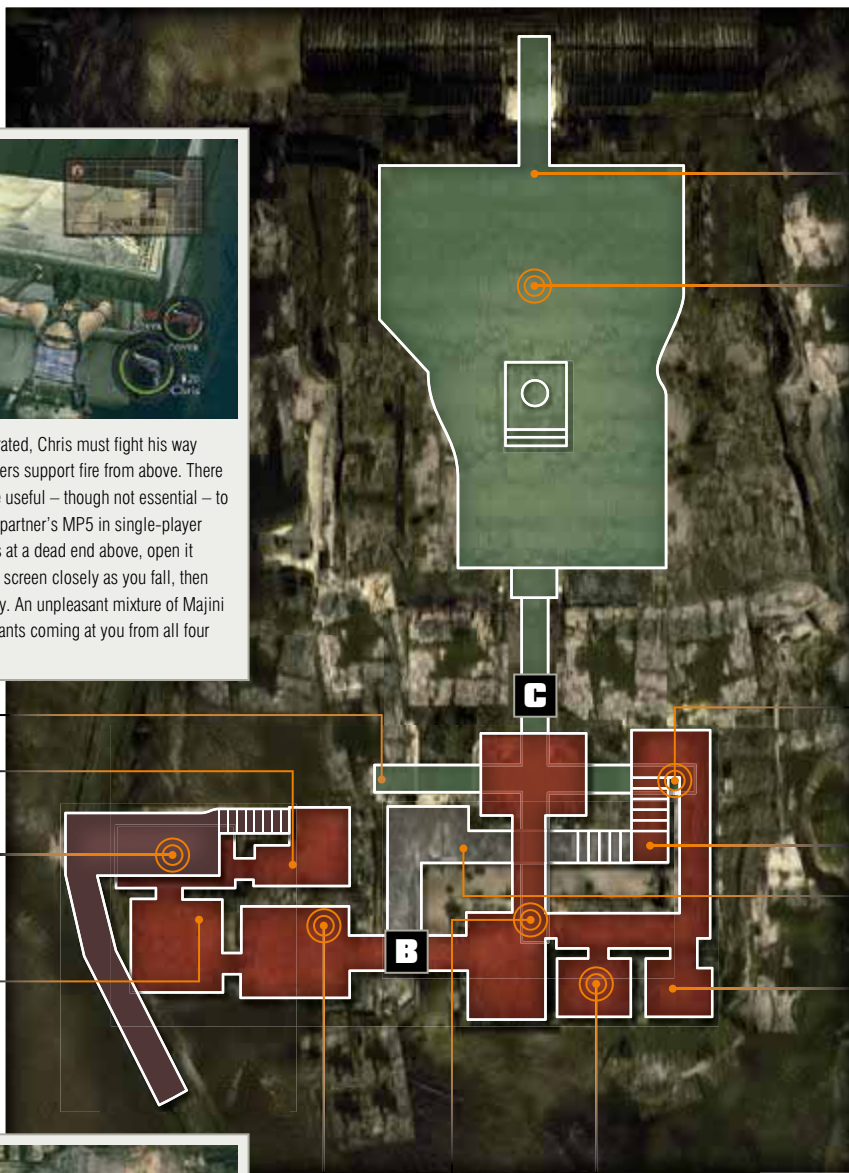 Chris
rated, Chris must fight his way
ers support fire from above. There
e useful – though not essential – to
partner's MP5 in single-player
s at a dead end above, open it
screen closely as you fall, then
y. An unpleasant mixture of Majini
ants coming at you from all four
C
B